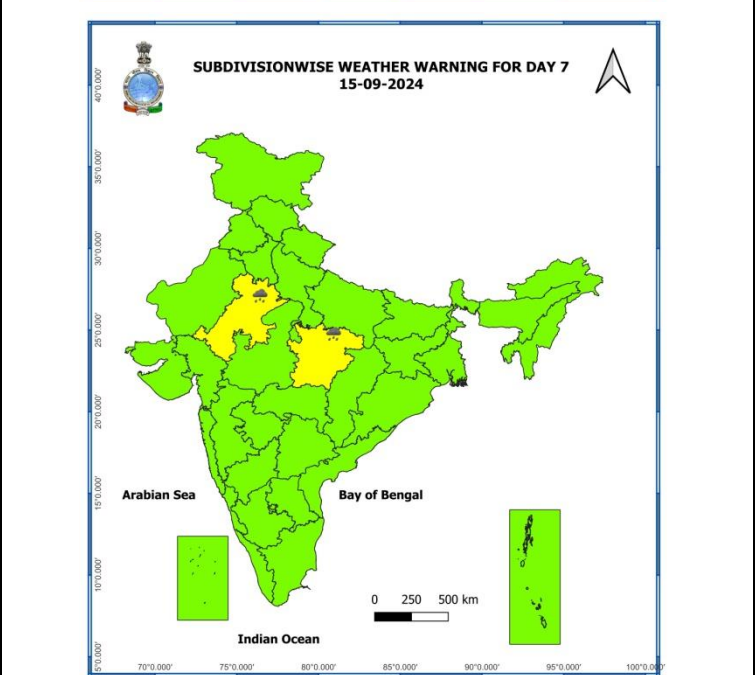 SUBDIVISIONWISE WEATHER WARNING FOR DAY 7
15-09-2024
40°0.000'
35°0.000'
30°0.000'
25°0.000'
20°0.000'
15°0.000'
10°0.000'
5°0.000'
Arabian Sea
Bay of Bengal
0 250 500 km
Indian Ocean
70°0.000' 75°0.000' 80°0.000' 85°0.000' 90°0.000' 95°0.000' 100°0.000'